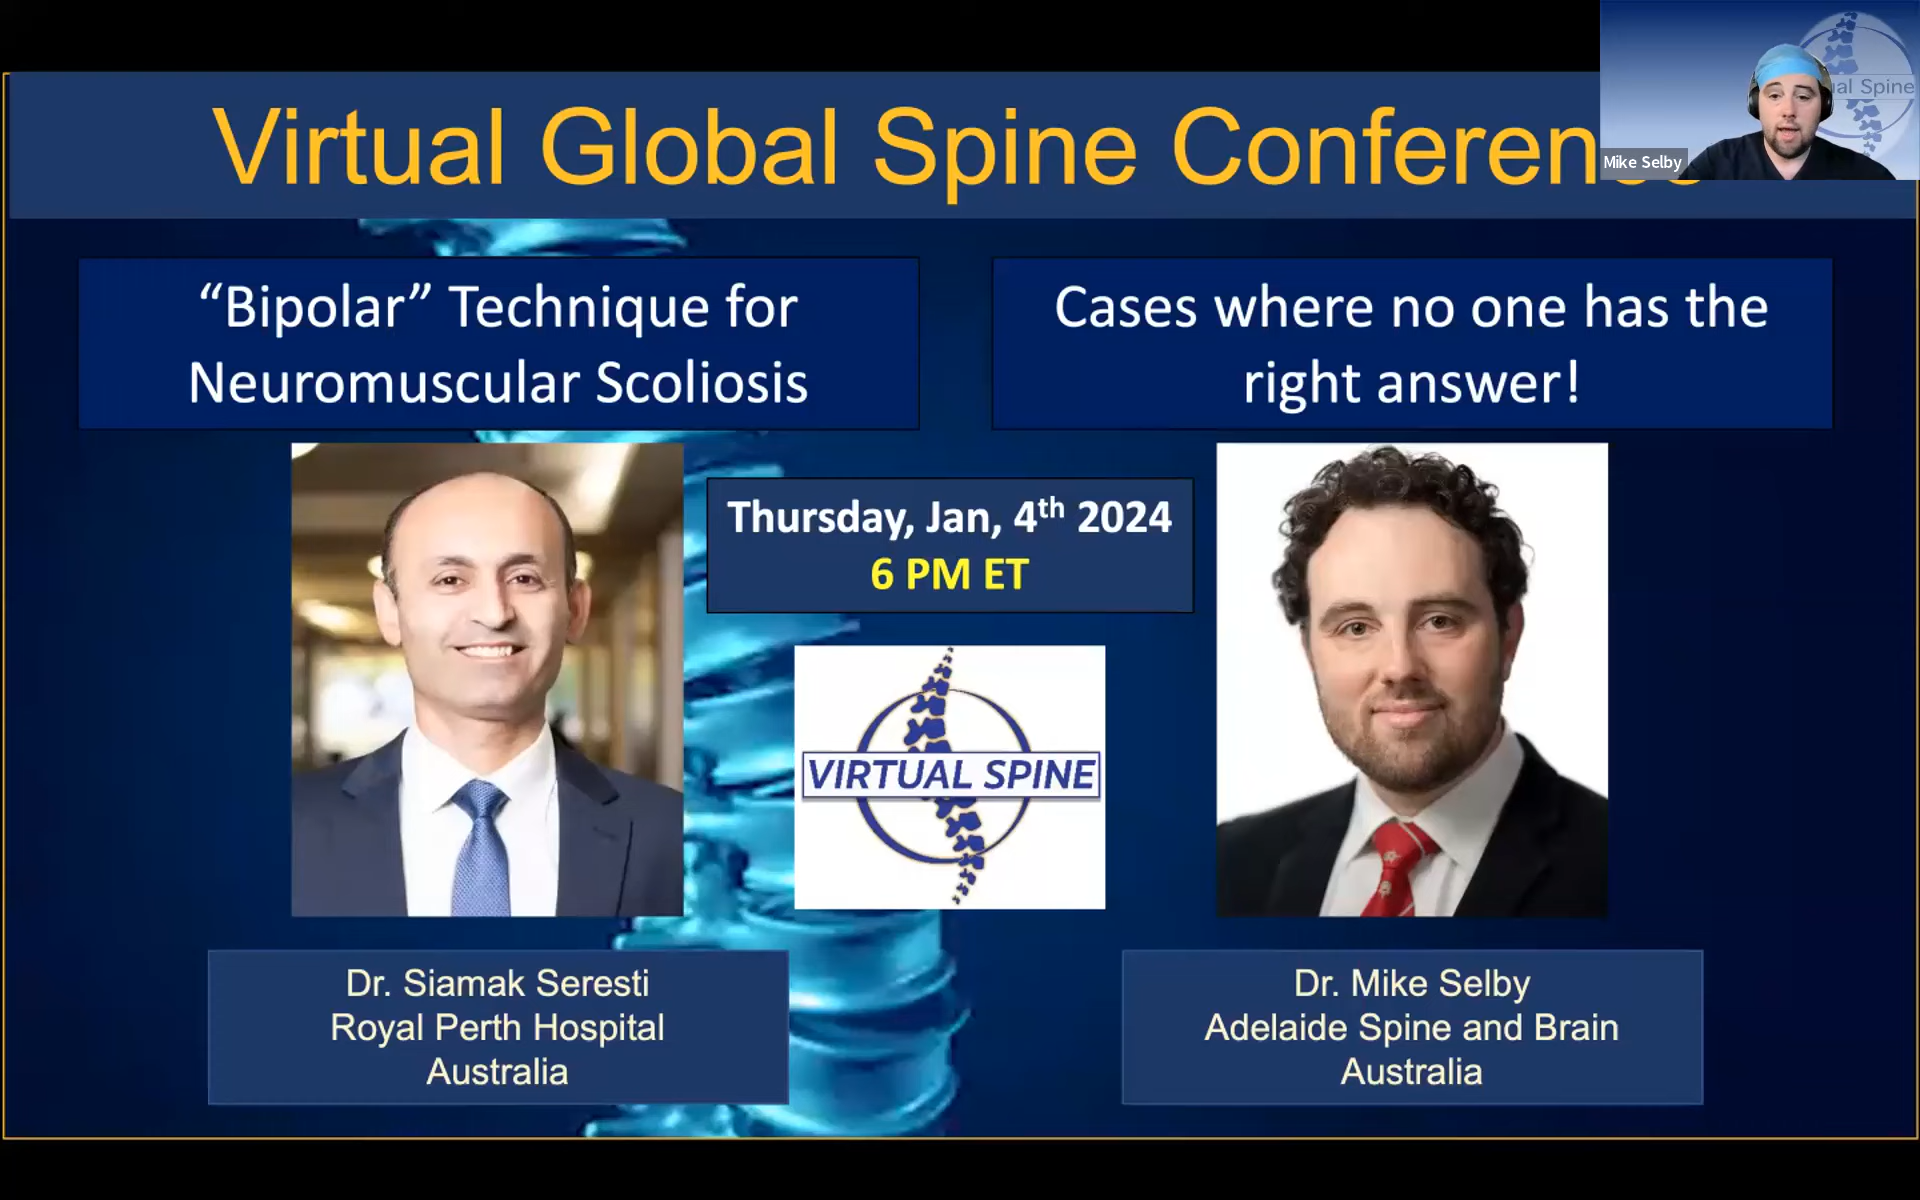 Virtual Global Spine Conferenc
ual Spine
Mike Selby
“Bipolar” Technique for
Neuromuscular Scoliosis
Cases where no one has the
right answer!
Thursday, Jan, 4th 2024
6 PM ET
VIRTUAL SPINE
Dr. Siamak Seresti
Royal Perth Hospital
Australia
Dr. Mike Selby
Adelaide Spine and Brain
Australia